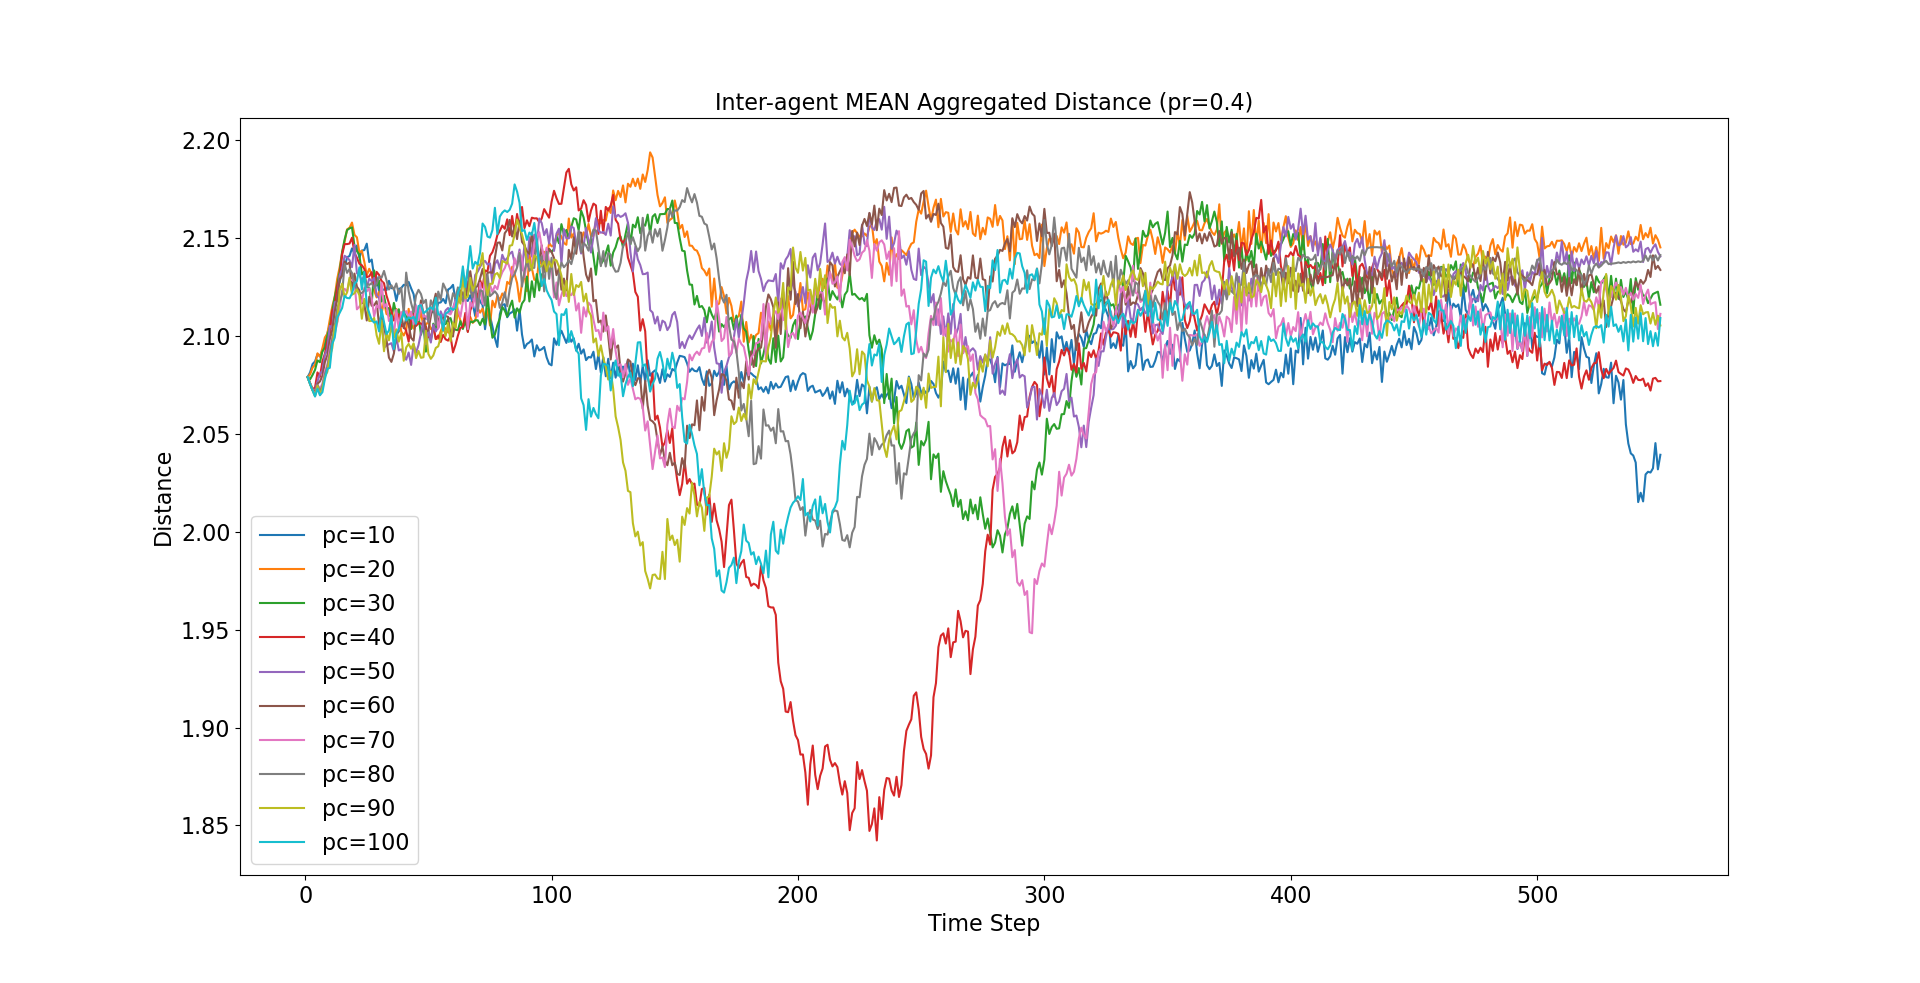 Inter-agent MEAN Aggregated Distance (pr=0.4)
2.20
2.15
2.10
2.05
2.00
1.95
1.90
1.85
Distance
pc=10
pc=20
pc=30
pc=40
pc=50
pc=60
pc=70
pc=80
pc=90
pc=100
0 100 200 300 400 500
Time Step